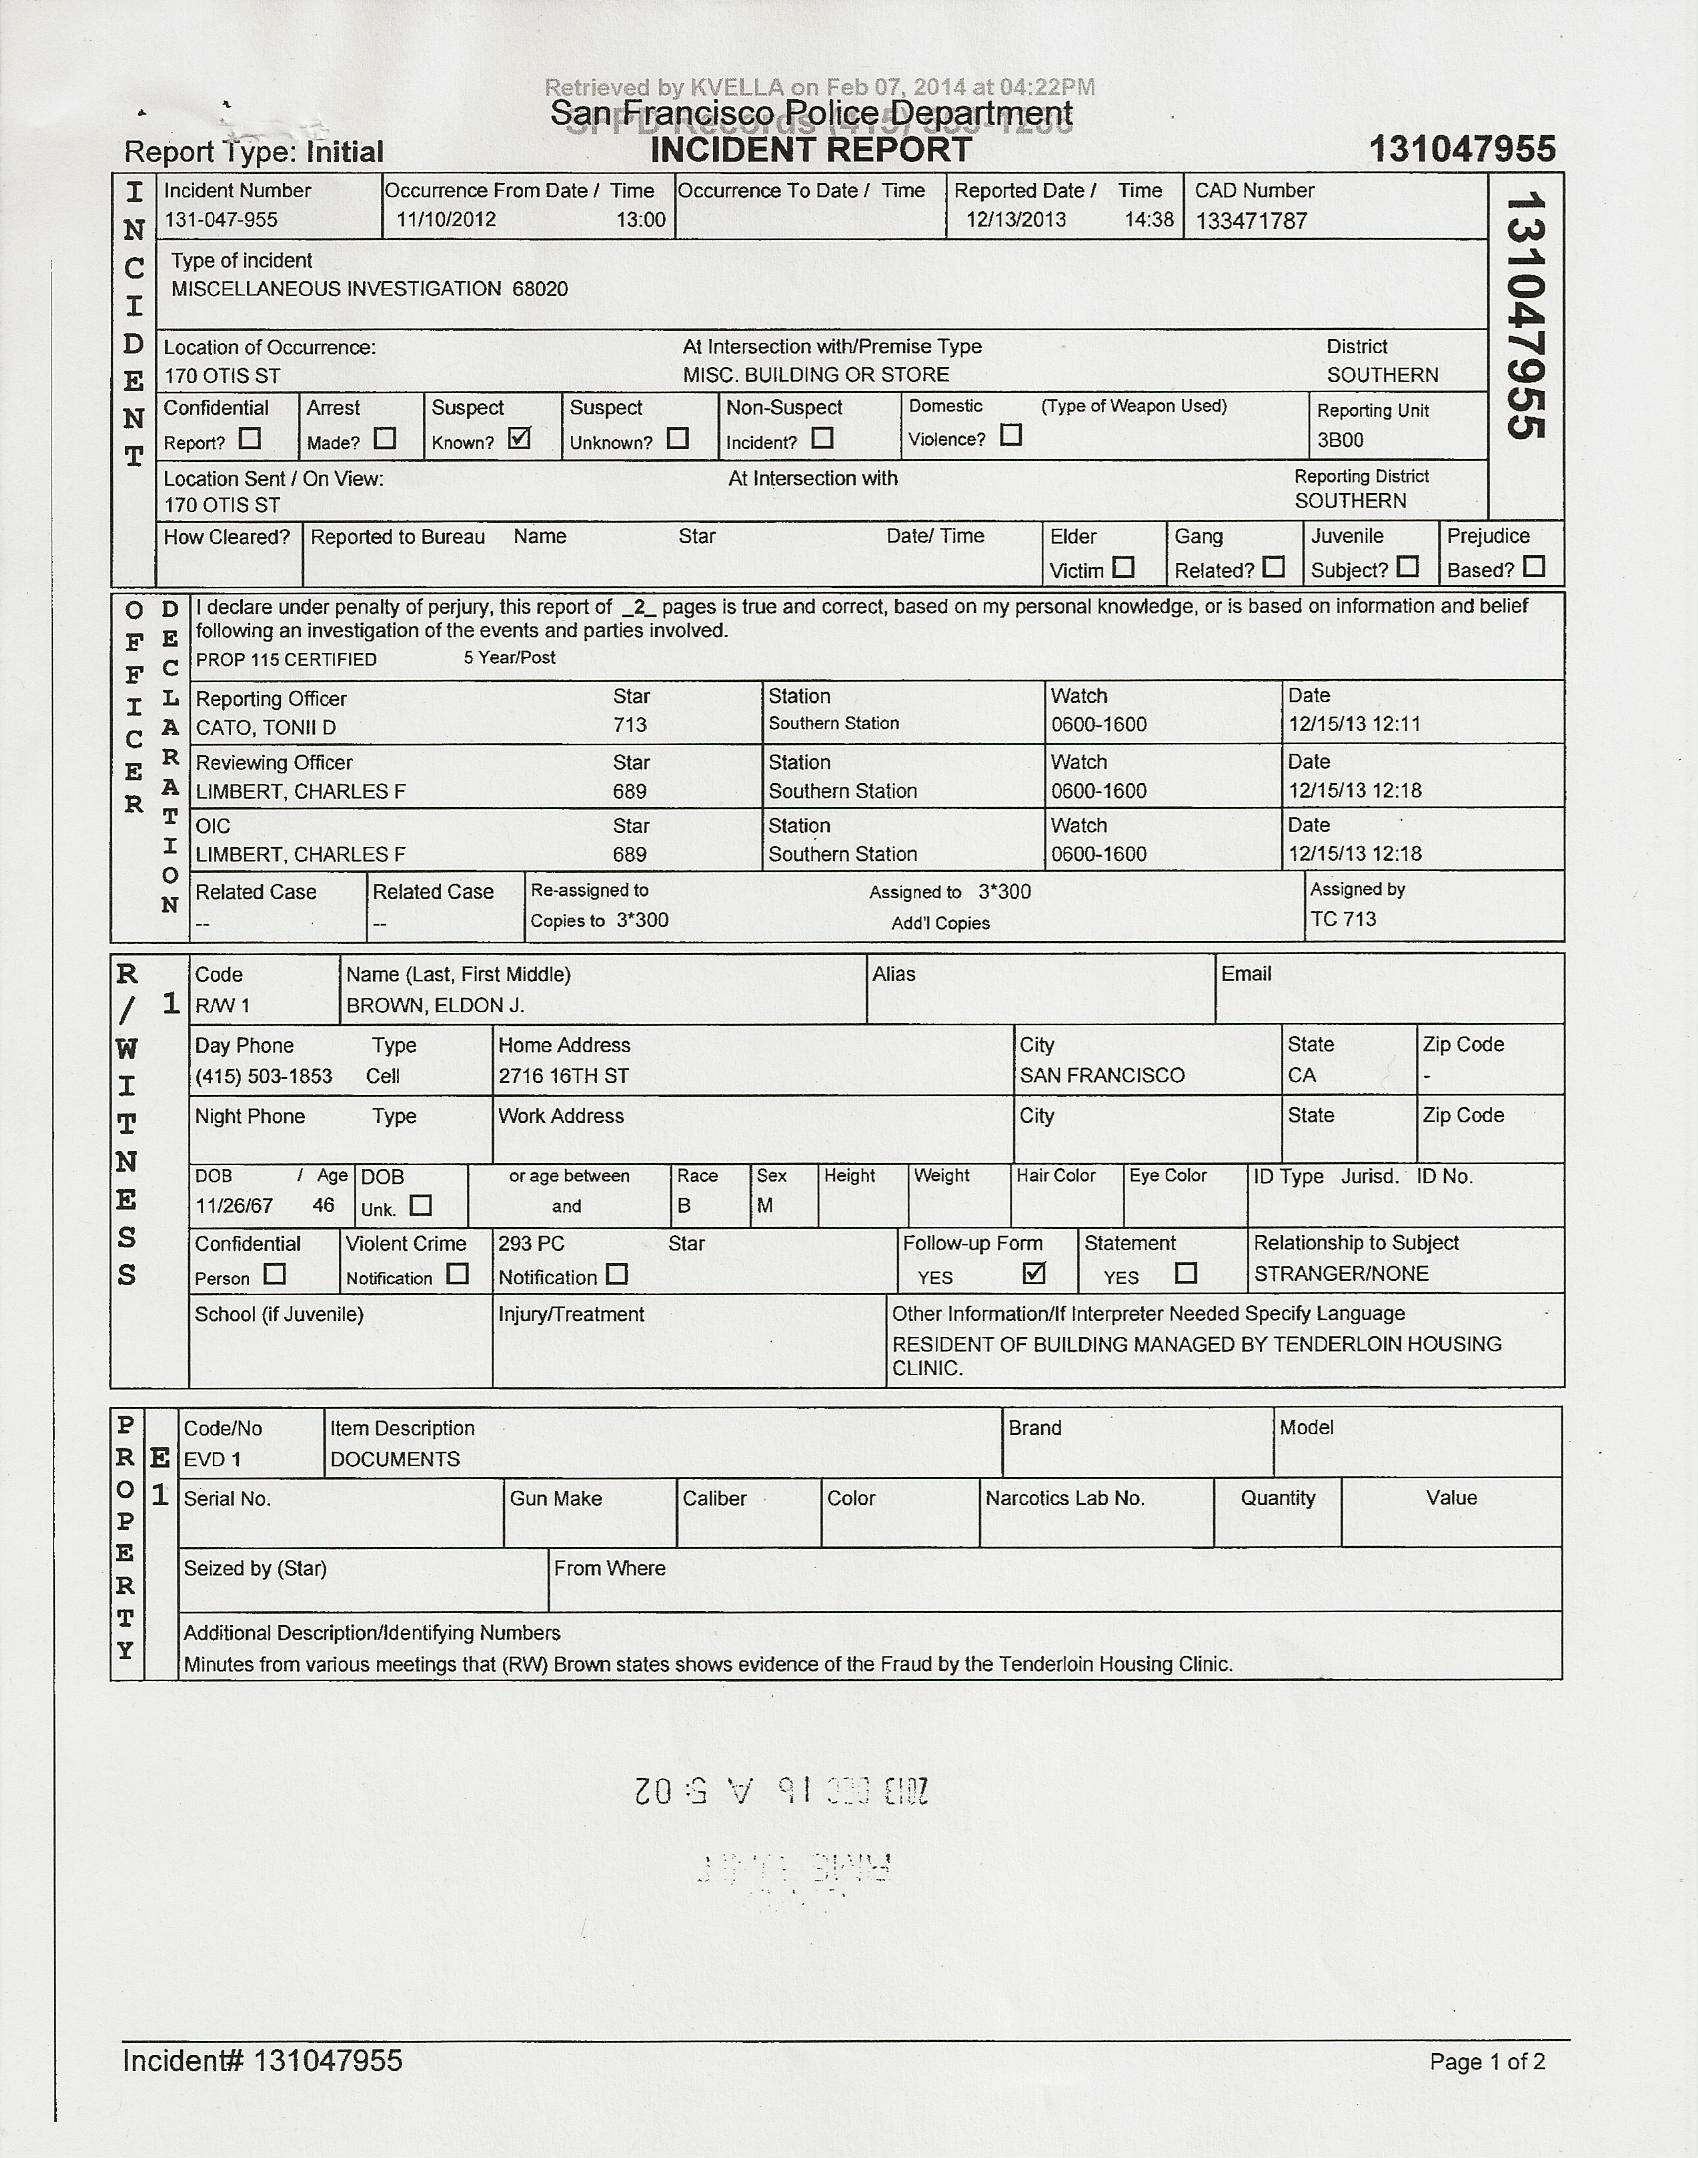 Retrieved by KVELLA on Feb 07, 2014 at 04:22PM
San Francisco Police Department
SFPD Records (415)
Report Type: Initial INCIDENT REPORT 131047955
INCIDENT
131047955
Incident Number Occurrence From Date / Time Occurrence To Date / Time Reported Date / Time CAD Number
131-047-955 11/10/2012 13:00 12/13/2013 14:38 133471787
Type of incident
MISCELLANEOUS INVESTIGATION 68020
Location of Occurrence: At Intersection with/Premise Type District
170 OTIS ST MISC. BUILDING OR STORE SOUTHERN
Confidential Arrest Suspect Suspect Non-Suspect Domestic (Type of Weapon Used) Reporting Unit
Report? ☐ Made? ☐ Known? ☑ Unknown? ☐ Incident? ☐ Violence? ☐ 3B00
Location Sent / On View: At Intersection with Reporting District
170 OTIS ST SOUTHERN
How Cleared? Reported to Bureau Name Star Date/ Time Elder Gang Juvenile Prejudice
Victim ☐ Related? ☐ Subject? ☐ Based? ☐
OFFICER DECLARATION
I declare under penalty of perjury, this report of _2_ pages is true and correct, based on my personal knowledge, or is based on information and belief
following an investigation of the events and parties involved.
PROP 115 CERTIFIED 5 Year/Post
Reporting Officer Star Station Watch Date
CATO, TONII D 713 Southern Station 0600-1600 12/15/13 12:11
Reviewing Officer Star Station Watch Date
LIMBERT, CHARLES F 689 Southern Station 0600-1600 12/15/13 12:18
OIC Star Station Watch Date
LIMBERT, CHARLES F 689 Southern Station 0600-1600 12/15/13 12:18
Related Case Related Case Re-assigned to Assigned to 3*300 Assigned by
-- -- Copies to 3*300 Add'l Copies TC 713
R/WITNESS 1
Code Name (Last, First Middle) Alias Email
R/W 1 BROWN, ELDON J.
Day Phone Type Home Address City State Zip Code
(415) 503-1853 Cell 2716 16TH ST SAN FRANCISCO CA -
Night Phone Type Work Address City State Zip Code
DOB / Age DOB or age between Race Sex Height Weight Hair Color Eye Color ID Type Jurisd. ID No.
11/26/67 46 Unk. ☐ and B M
Confidential Violent Crime 293 PC Star Follow-up Form Statement Relationship to Subject
Person ☐ Notification ☐ Notification ☐ YES ☑ YES ☐ STRANGER/NONE
School (if Juvenile) Injury/Treatment Other Information/If Interpreter Needed Specify Language
RESIDENT OF BUILDING MANAGED BY TENDERLOIN HOUSING
CLINIC.
PROPERTY E1
Code/No Item Description Brand Model
EVD 1 DOCUMENTS
Serial No. Gun Make Caliber Color Narcotics Lab No. Quantity Value
Seized by (Star) From Where
Additional Description/Identifying Numbers
Minutes from various meetings that (RW) Brown states shows evidence of the Fraud by the Tenderloin Housing Clinic.
2013 DEC 16 A 5:02
Incident# 131047955 Page 1 of 2